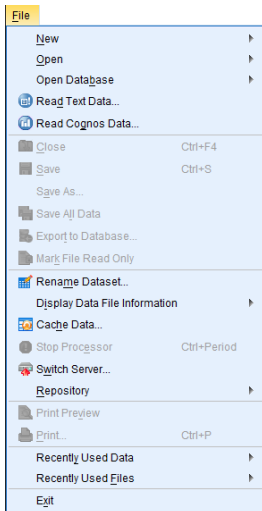 File
New
Open
Open Database
Read Text Data...
Read Cognos Data...
Close Ctrl+F4
Save Ctrl+S
Save As...
Save All Data
Export to Database...
Mark File Read Only
Rename Dataset...
Display Data File Information
Cache Data...
Stop Processor Ctrl+Period
Switch Server...
Repository
Print Preview
Print... Ctrl+P
Recently Used Data
Recently Used Files
Exit